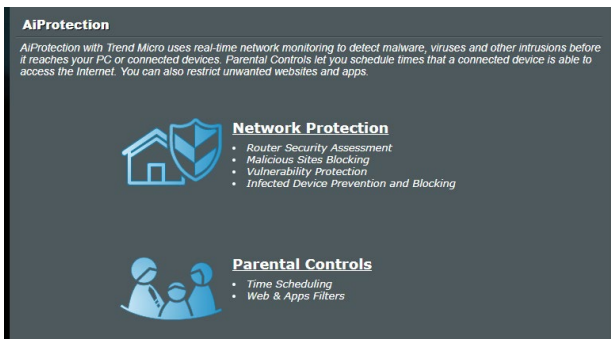 AiProtection
AiProtection with Trend Micro uses real-time network monitoring to detect malware, viruses and other intrusions before
it reaches your PC or connected devices. Parental Controls let you schedule times that a connected device is able to
access the Internet. You can also restrict unwanted websites and apps.
Network Protection
• Router Security Assessment
• Malicious Sites Blocking
• Vulnerability Protection
• Infected Device Prevention and Blocking
Parental Controls
• Time Scheduling
• Web & Apps Filters